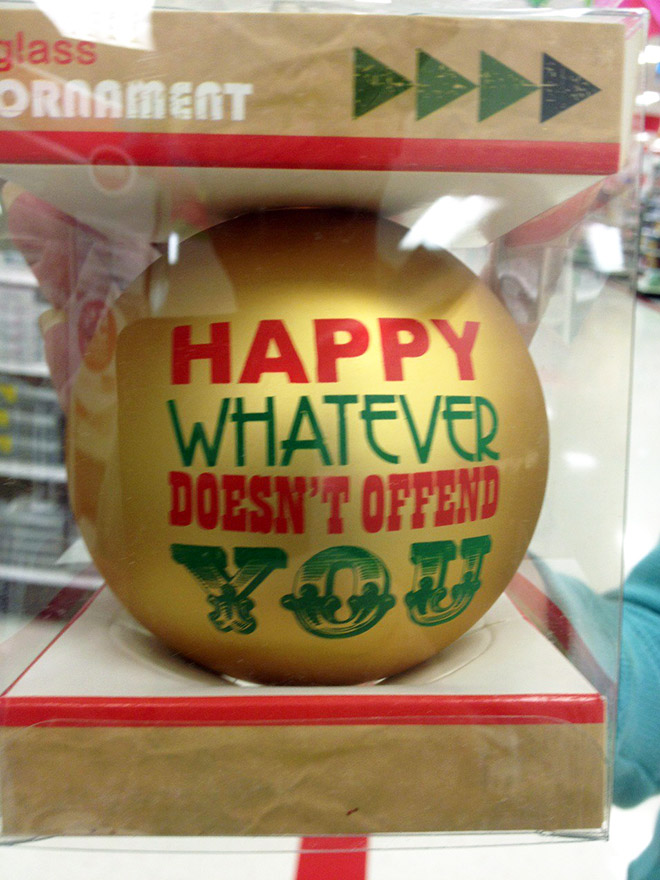 glass
ORNAMENT
HAPPY
WHATEVER
DOESN'T OFFEND
YOU